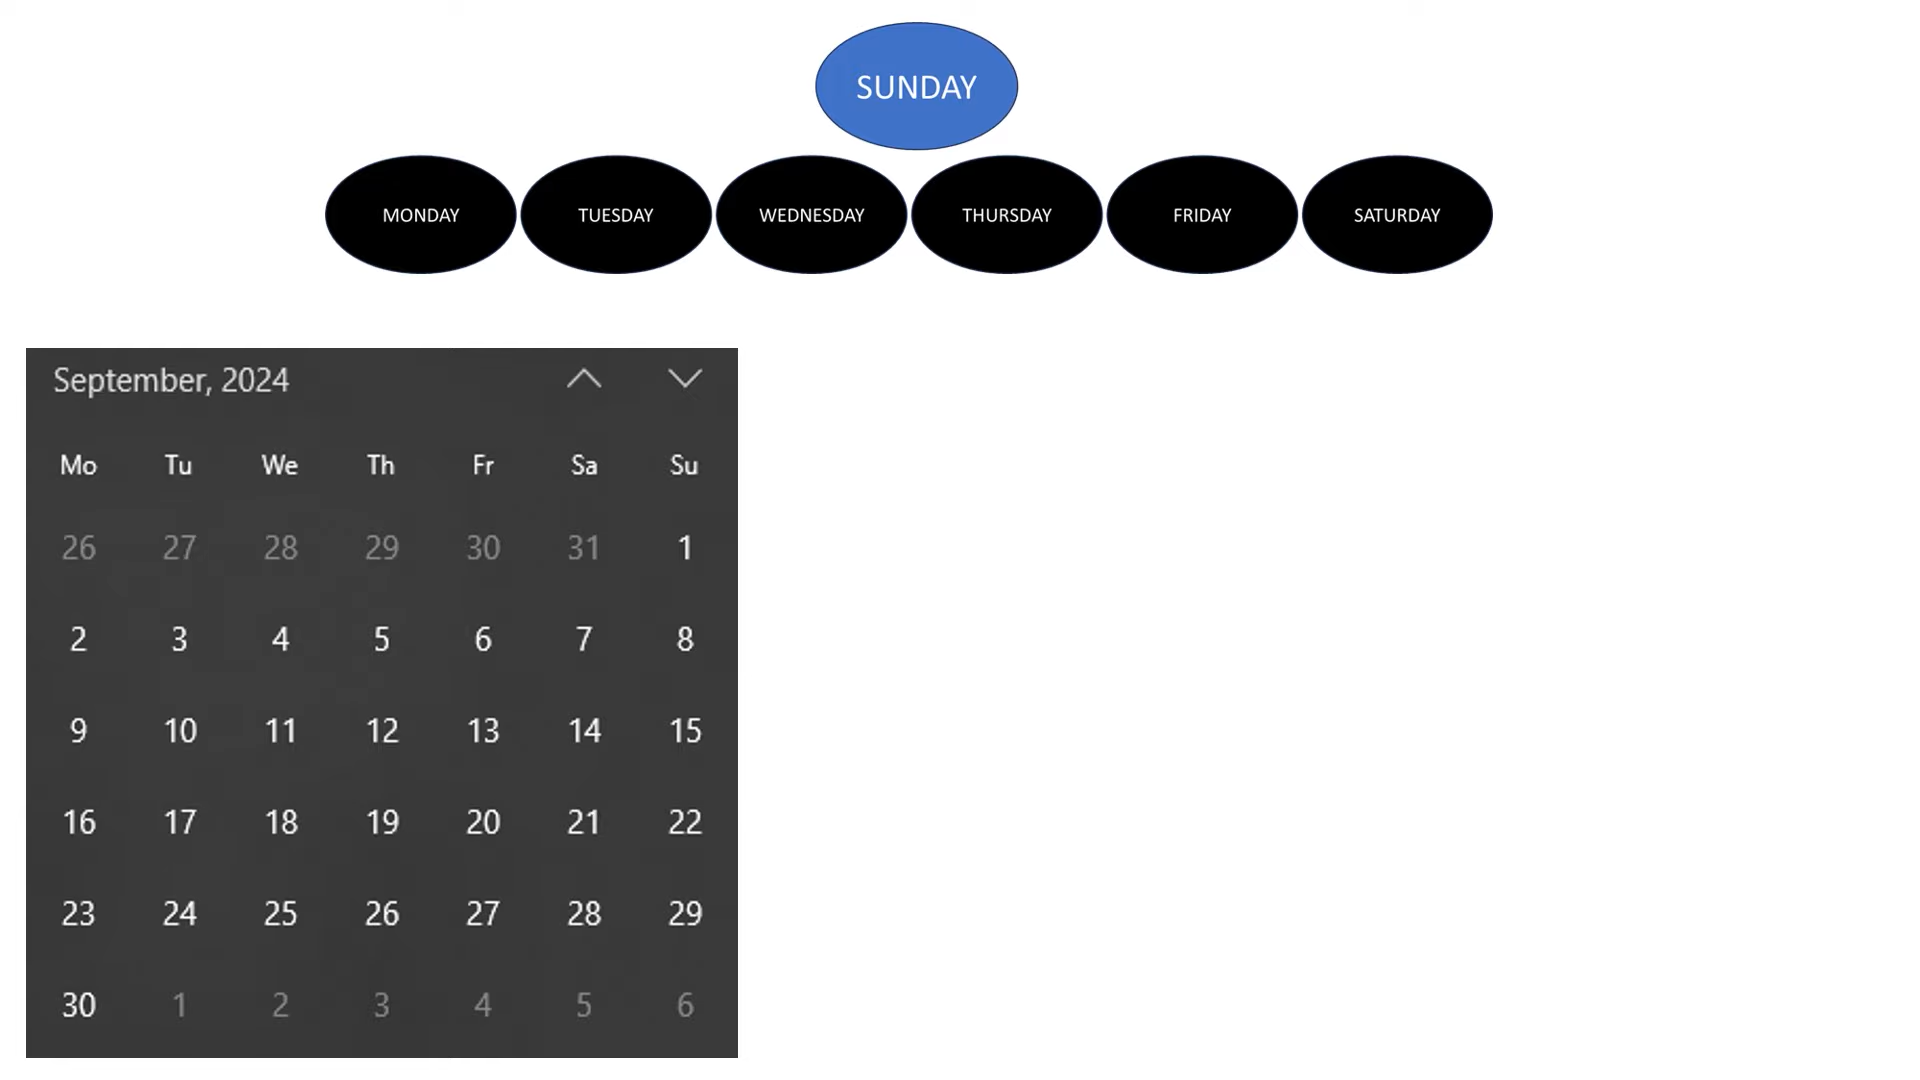 SUNDAY
MONDAY TUESDAY WEDNESDAY THURSDAY FRIDAY SATURDAY
September, 2024
Mo Tu We Th Fr Sa Su
26 27 28 29 30 31 1
2 3 4 5 6 7 8
9 10 11 12 13 14 15
16 17 18 19 20 21 22
23 24 25 26 27 28 29
30 1 2 3 4 5 6